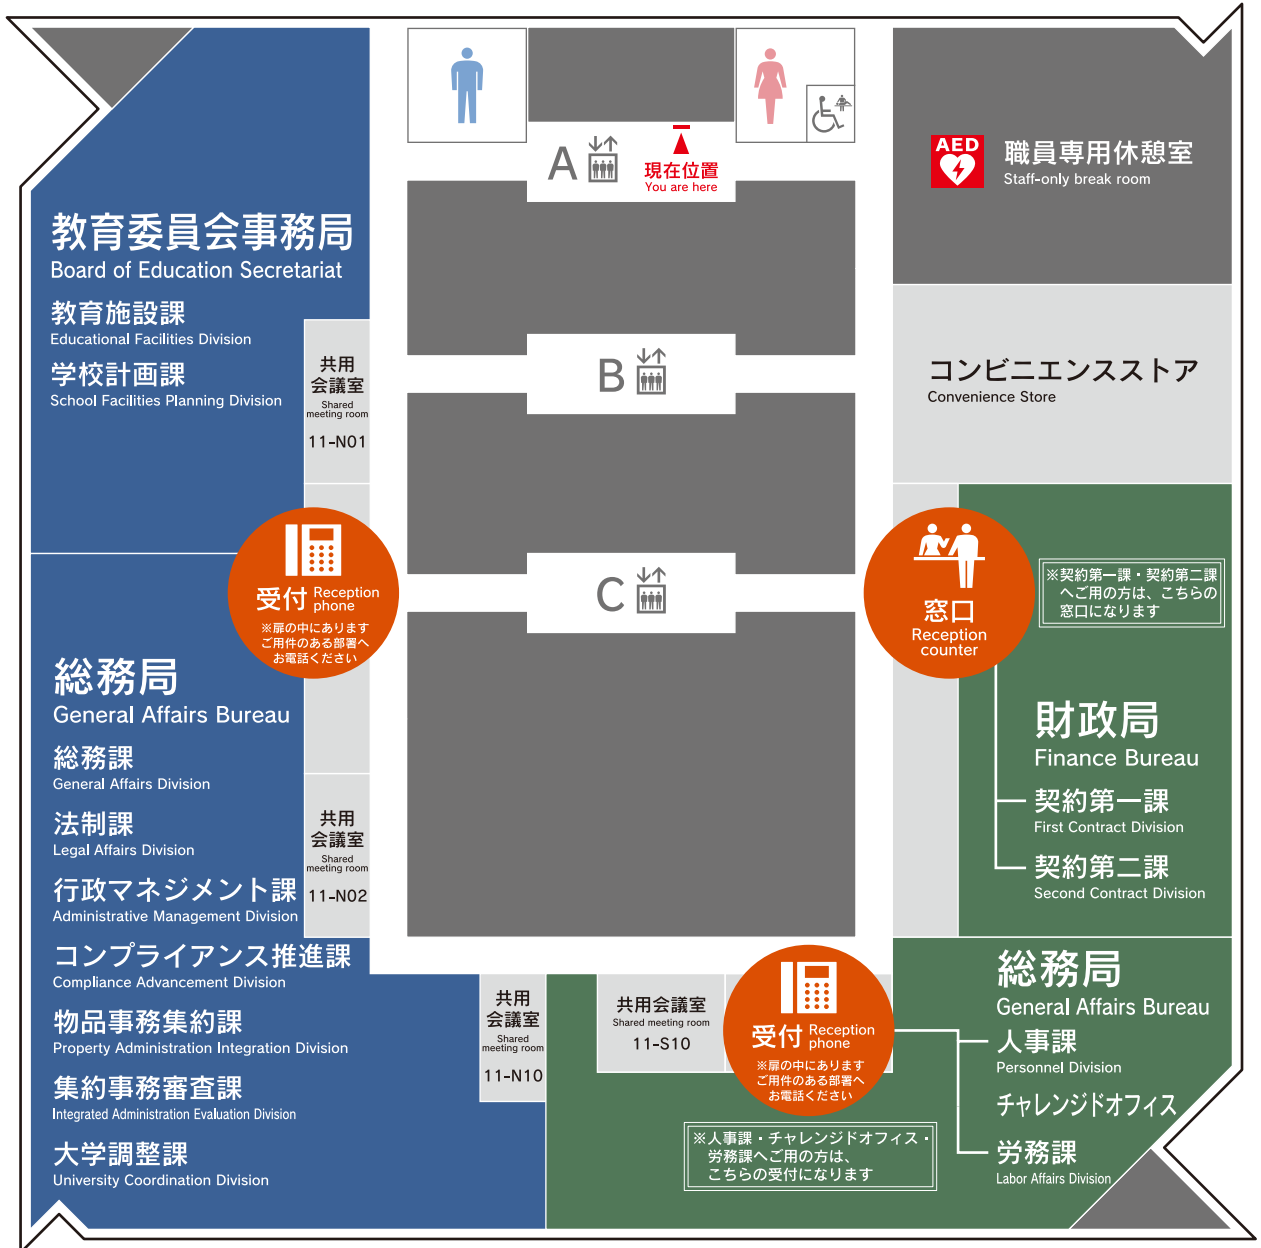 A
現在位置
You are here
AED
職員専用休憩室
Staff-only break room
教育委員会事務局
Board of Education Secretariat
教育施設課
Educational Facilities Division
学校計画課
School Facilities Planning Division
共用
会議室
Shared
meeting room
11-N01
B
コンビニエンスストア
Convenience Store
受付 Reception
phone
※扉の中にあります
ご用件のある部署へ
お電話ください
C
窓口
Reception
counter
※契約第一課・契約第二課
へご用の方は、こちらの
窓口になります
総務局
General Affairs Bureau
総務課
General Affairs Division
法制課
Legal Affairs Division
行政マネジメント課
Administrative Management Division
コンプライアンス推進課
Compliance Advancement Division
物品事務集約課
Property Administration Integration Division
集約事務審査課
Integrated Administration Evaluation Division
大学調整課
University Coordination Division
共用
会議室
Shared
meeting room
11-N02
財政局
Finance Bureau
契約第一課
First Contract Division
契約第二課
Second Contract Division
共用
会議室
Shared
meeting room
11-N10
共用会議室
Shared meeting room
11-S10
受付 Reception
phone
※扉の中にあります
ご用件のある部署へ
お電話ください
総務局
General Affairs Bureau
人事課
Personnel Division
チャレンジドオフィス
労務課
Labor Affairs Division
※人事課・チャレンジドオフィス・
労務課へご用の方は、
こちらの受付になります